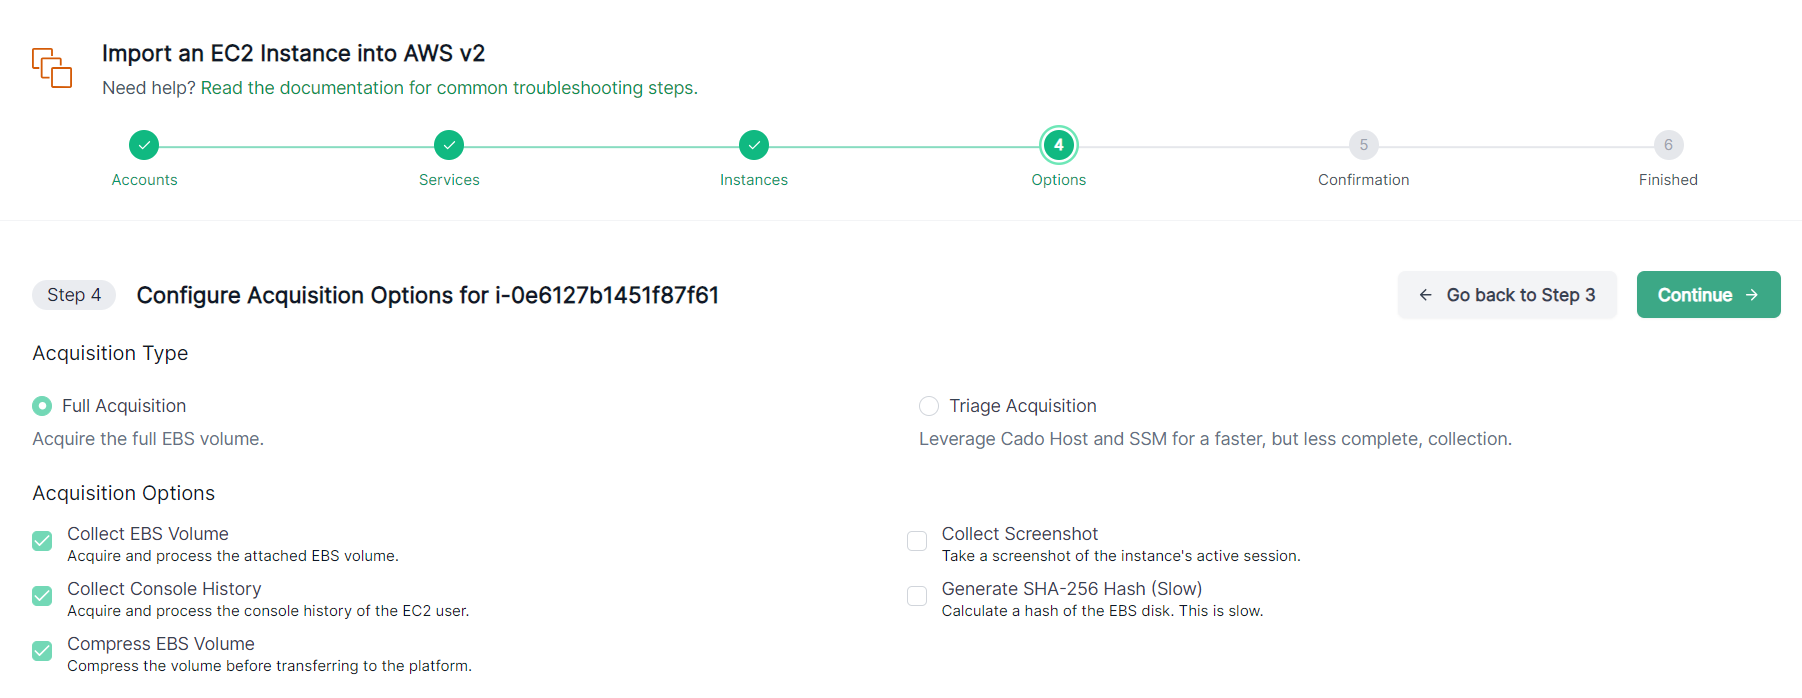 Import an EC2 Instance into AWS v2
Need help? Read the documentation for common troubleshooting steps.
4 5 6
Accounts Services Instances Options Confirmation Finished
Step 4 Configure Acquisition Options for i-0e6127b1451f87f61 ← Go back to Step 3 Continue →
Acquisition Type
Full Acquisition Triage Acquisition
Acquire the full EBS volume. Leverage Cado Host and SSM for a faster, but less complete, collection.
Acquisition Options
Collect EBS Volume Collect Screenshot
Acquire and process the attached EBS volume. Take a screenshot of the instance's active session.
Collect Console History Generate SHA-256 Hash (Slow)
Acquire and process the console history of the EC2 user. Calculate a hash of the EBS disk. This is slow.
Compress EBS Volume
Compress the volume before transferring to the platform.